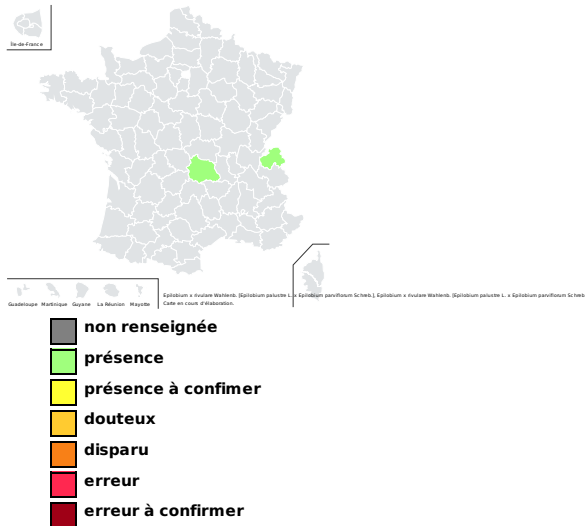 Île-de-France
Guadeloupe Martinique Guyane La Réunion Mayotte
Epilobium x rivulare Wahlenb. [Epilobium palustre L. x Epilobium parviflorum Schreb.], Epilobium x rivulare Wahlenb. [Epilobium palustre L. x Epilobium parviflorum Schreb
Carte en cours d'élaboration.
non renseignée
présence
présence à confimer
douteux
disparu
erreur
erreur à confirmer